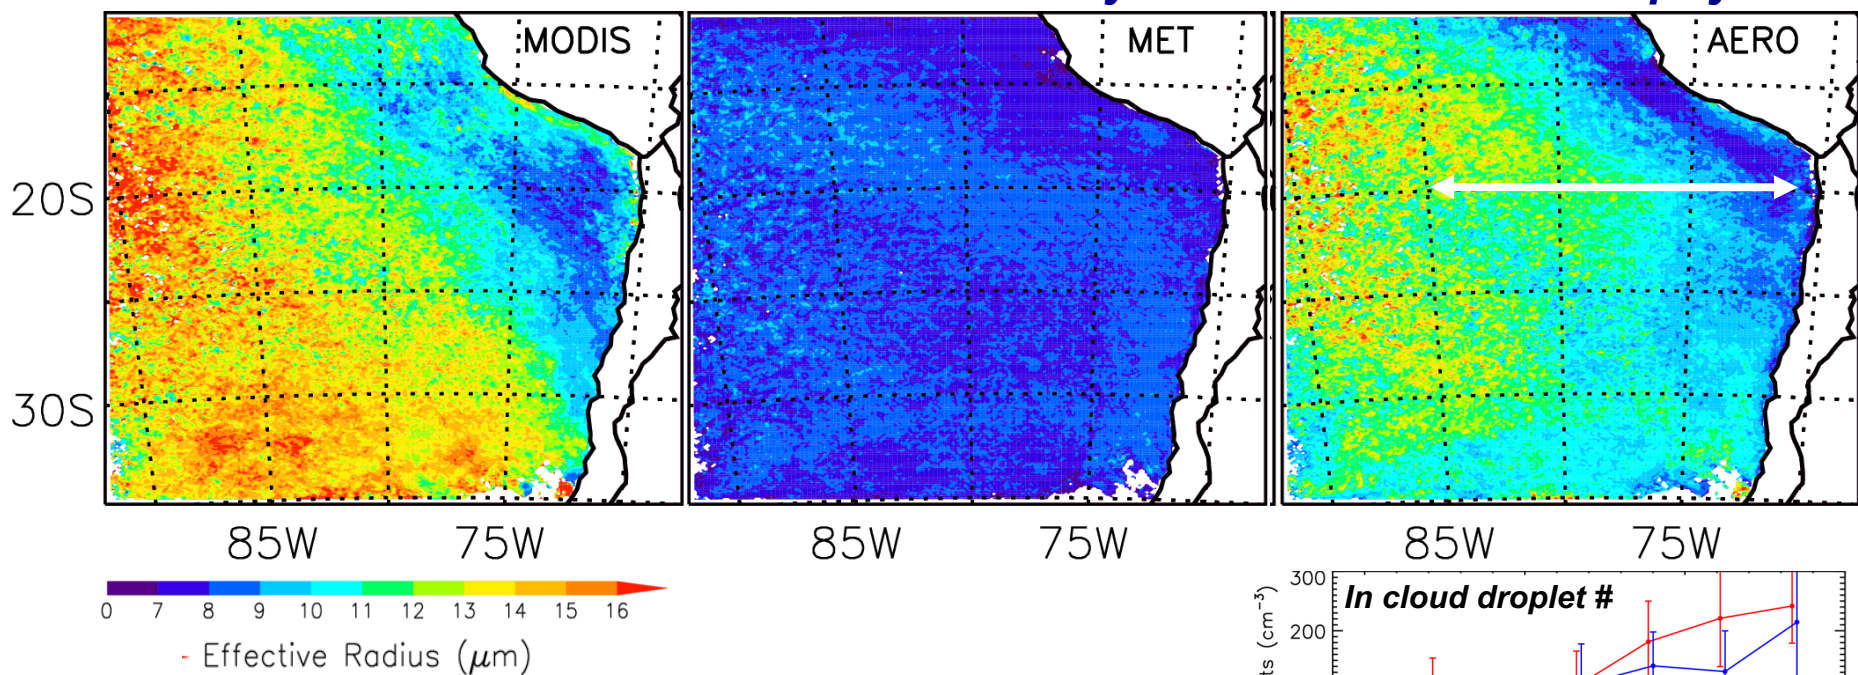 MODIS
MET
AERO
20S
30S
85W 75W
85W 75W
85W 75W
0 7 8 9 10 11 12 13 14 15 16
- Effective Radius (μm)
300
200
In cloud droplet #
(cm⁻³)